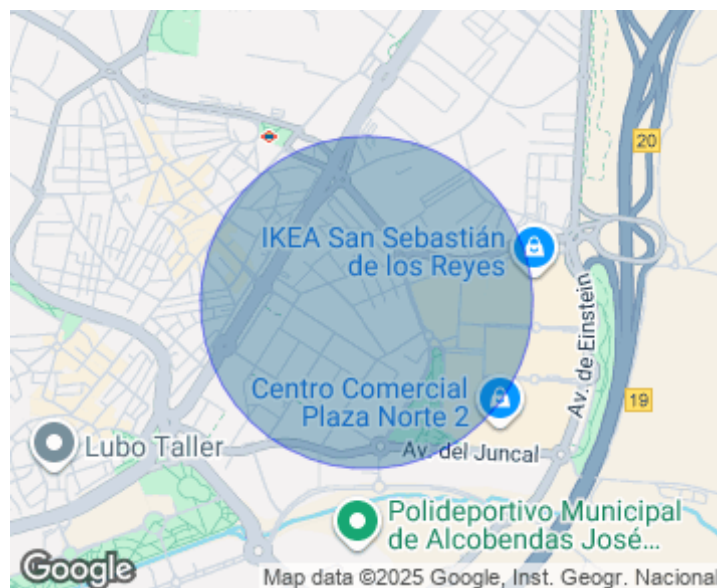 20
IKEA San Sebastián
de los Reyes
Av. de Einstein
19
Centro Comercial
Plaza Norte 2
Lubo Taller
Av. del Juncal
Polideportivo Municipal
de Alcobendas José...
Google
Map data ©2025 Google, Inst. Geogr. Nacional